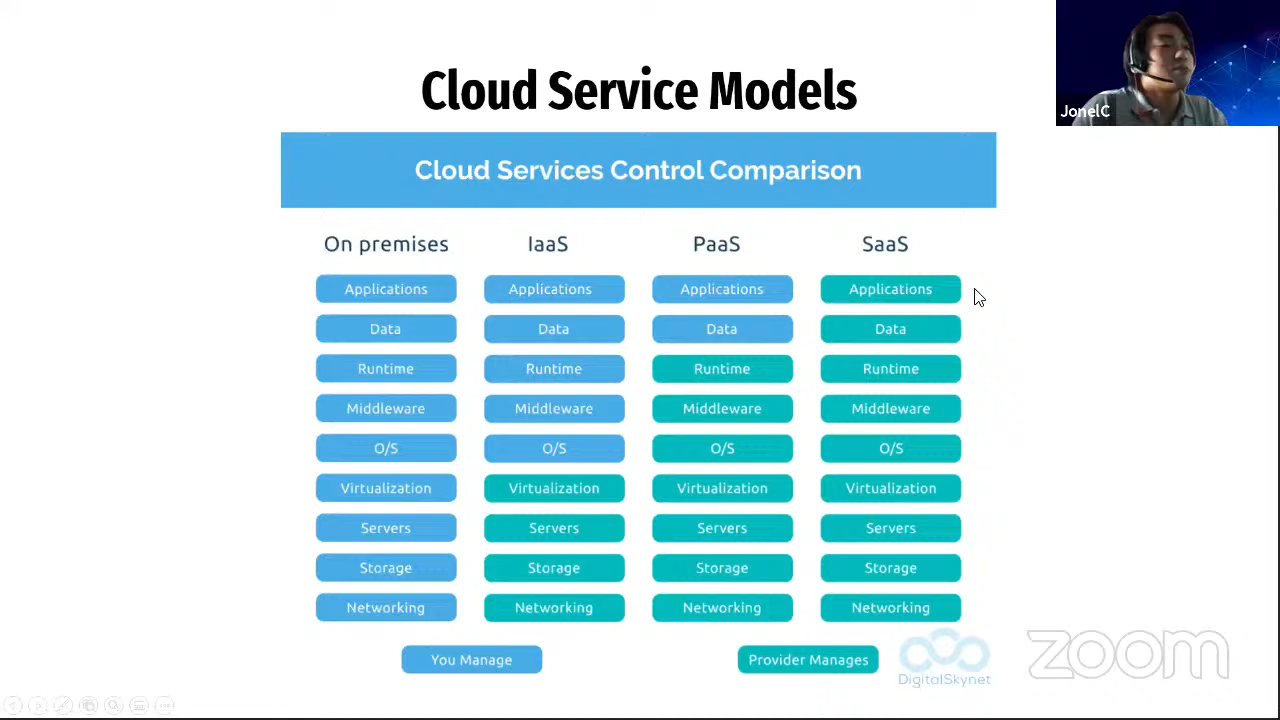 JonelC
Cloud Service Models
Cloud Services Control Comparison
On premises IaaS PaaS SaaS
Applications Applications Applications Applications
Data Data Data Data
Runtime Runtime Runtime Runtime
Middleware Middleware Middleware Middleware
O/S O/S O/S O/S
Virtualization Virtualization Virtualization Virtualization
Servers Servers Servers Servers
Storage Storage Storage Storage
Networking Networking Networking Networking
You Manage Provider Manages
DigitalSkynet
zoom